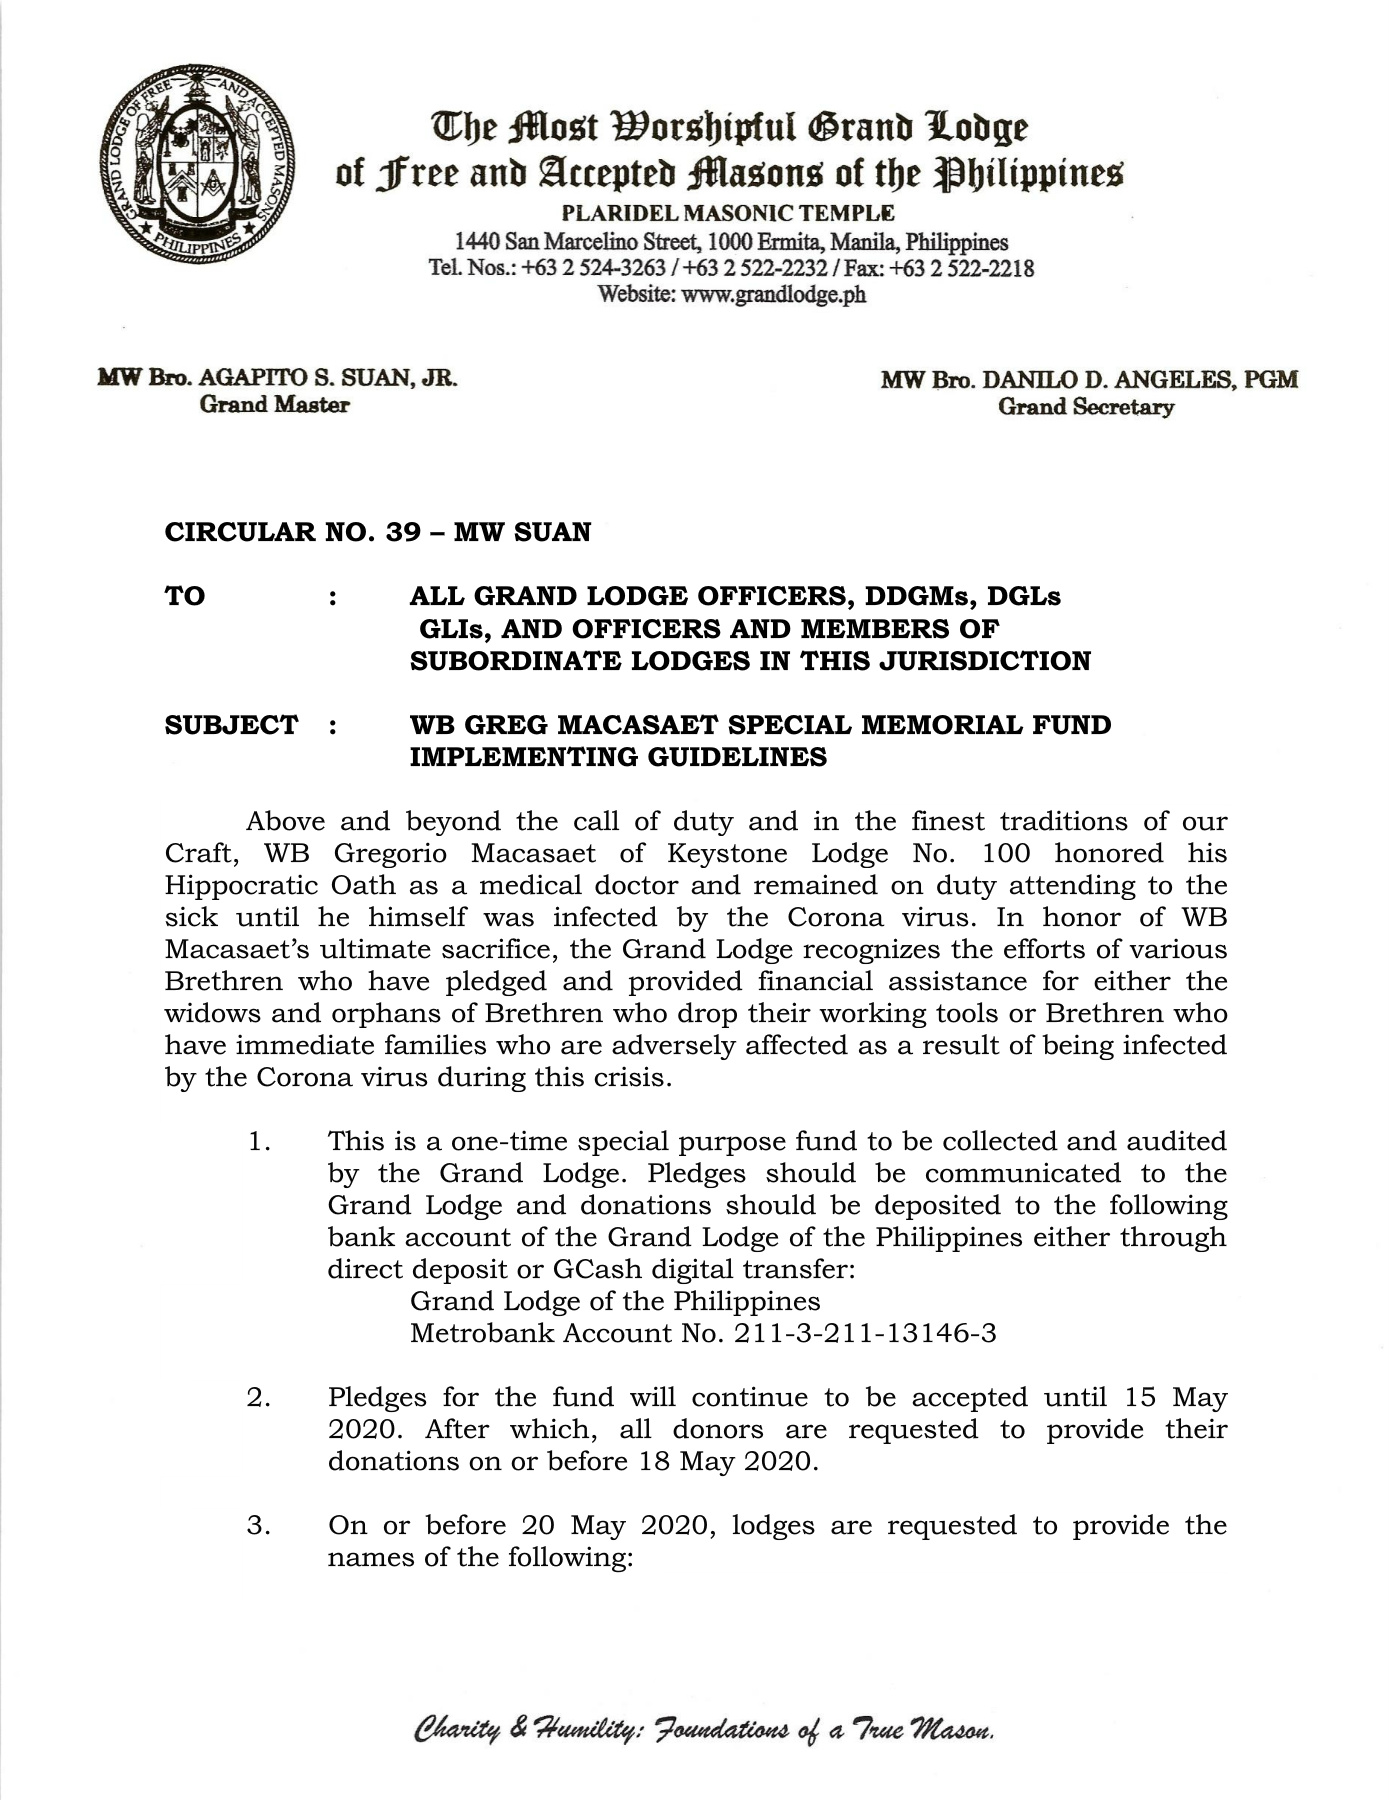 GRAND LODGE OF FREE AND ACCEPTED MASONS
PHILIPPINES
The Most Worshipful Grand Lodge
of Free and Accepted Masons of the Philippines
PLARIDEL MASONIC TEMPLE
1440 San Marcelino Street, 1000 Ermita, Manila, Philippines
Tel. Nos.: +63 2 524-3263 / +63 2 522-2232 / Fax: +63 2 522-2218
Website: www.grandlodge.ph
MW Bro. AGAPITO S. SUAN, JR.
Grand Master
MW Bro. DANILO D. ANGELES, PGM
Grand Secretary
CIRCULAR NO. 39 – MW SUAN
TO : ALL GRAND LODGE OFFICERS, DDGMs, DGLs
GLIs, AND OFFICERS AND MEMBERS OF
SUBORDINATE LODGES IN THIS JURISDICTION
SUBJECT : WB GREG MACASAET SPECIAL MEMORIAL FUND
IMPLEMENTING GUIDELINES
Above and beyond the call of duty and in the finest traditions of our
Craft, WB Gregorio Macasaet of Keystone Lodge No. 100 honored his
Hippocratic Oath as a medical doctor and remained on duty attending to the
sick until he himself was infected by the Corona virus. In honor of WB
Macasaet’s ultimate sacrifice, the Grand Lodge recognizes the efforts of various
Brethren who have pledged and provided financial assistance for either the
widows and orphans of Brethren who drop their working tools or Brethren who
have immediate families who are adversely affected as a result of being infected
by the Corona virus during this crisis.
1. This is a one-time special purpose fund to be collected and audited
by the Grand Lodge. Pledges should be communicated to the
Grand Lodge and donations should be deposited to the following
bank account of the Grand Lodge of the Philippines either through
direct deposit or GCash digital transfer:
Grand Lodge of the Philippines
Metrobank Account No. 211-3-211-13146-3
2. Pledges for the fund will continue to be accepted until 15 May
2020. After which, all donors are requested to provide their
donations on or before 18 May 2020.
3. On or before 20 May 2020, lodges are requested to provide the
names of the following:
Charity & Humility: Foundations of a True Mason.